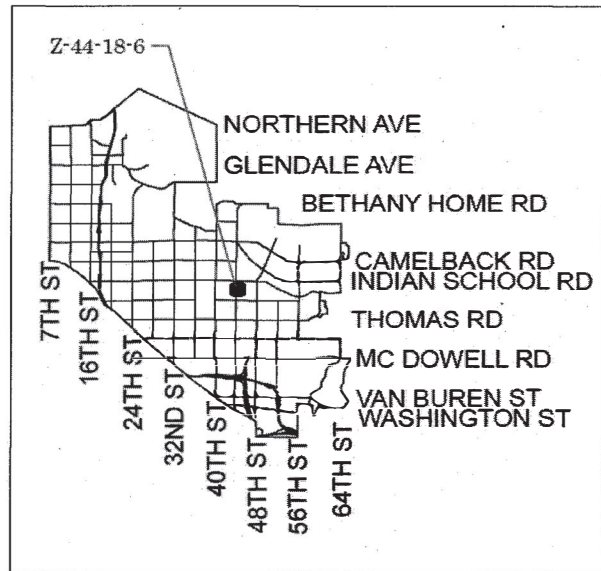 Z-44-18-6
NORTHERN AVE
GLENDALE AVE
BETHANY HOME RD
CAMELBACK RD
INDIAN SCHOOL RD
THOMAS RD
MC DOWELL RD
VAN BUREN ST
WASHINGTON ST
7TH ST
16TH ST
24TH ST
32ND ST
40TH ST
48TH ST
56TH ST
64TH ST